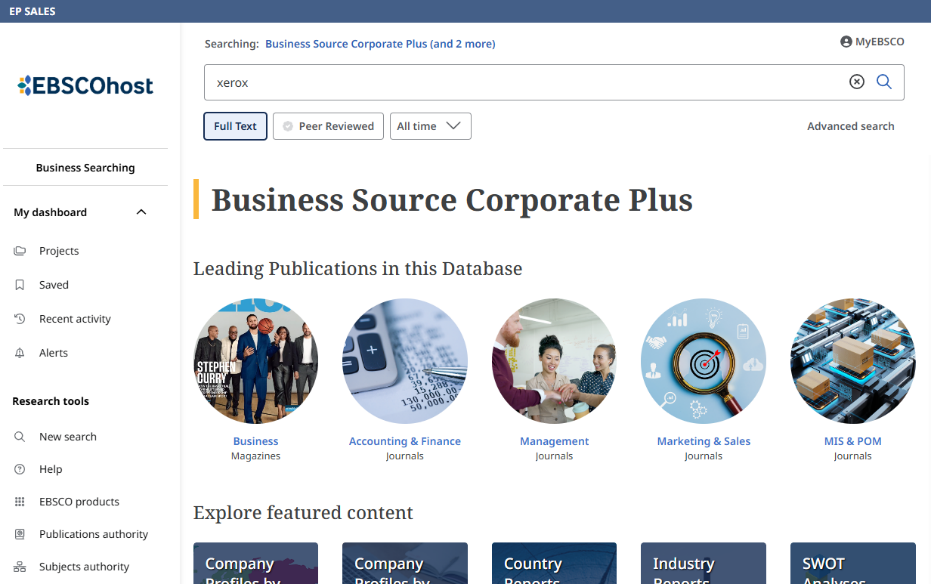 EP SALES
Searching: Business Source Corporate Plus (and 2 more)
MyEBSCO
EBSCOhost
xerox
Full Text
Peer Reviewed
All time
Advanced search
Business Searching
My dashboard
Projects
Saved
Recent activity
Alerts
Research tools
New search
Help
EBSCO products
Publications authority
Subjects authority
Business Source Corporate Plus
Leading Publications in this Database
STEPHEN
CURRY
Business
Magazines
Accounting & Finance
Journals
Management
Journals
Marketing & Sales
Journals
MIS & POM
Journals
Explore featured content
Company
Profiles by
Company
Profiles by
Country
Reports
Industry
Reports
SWOT
Analyses